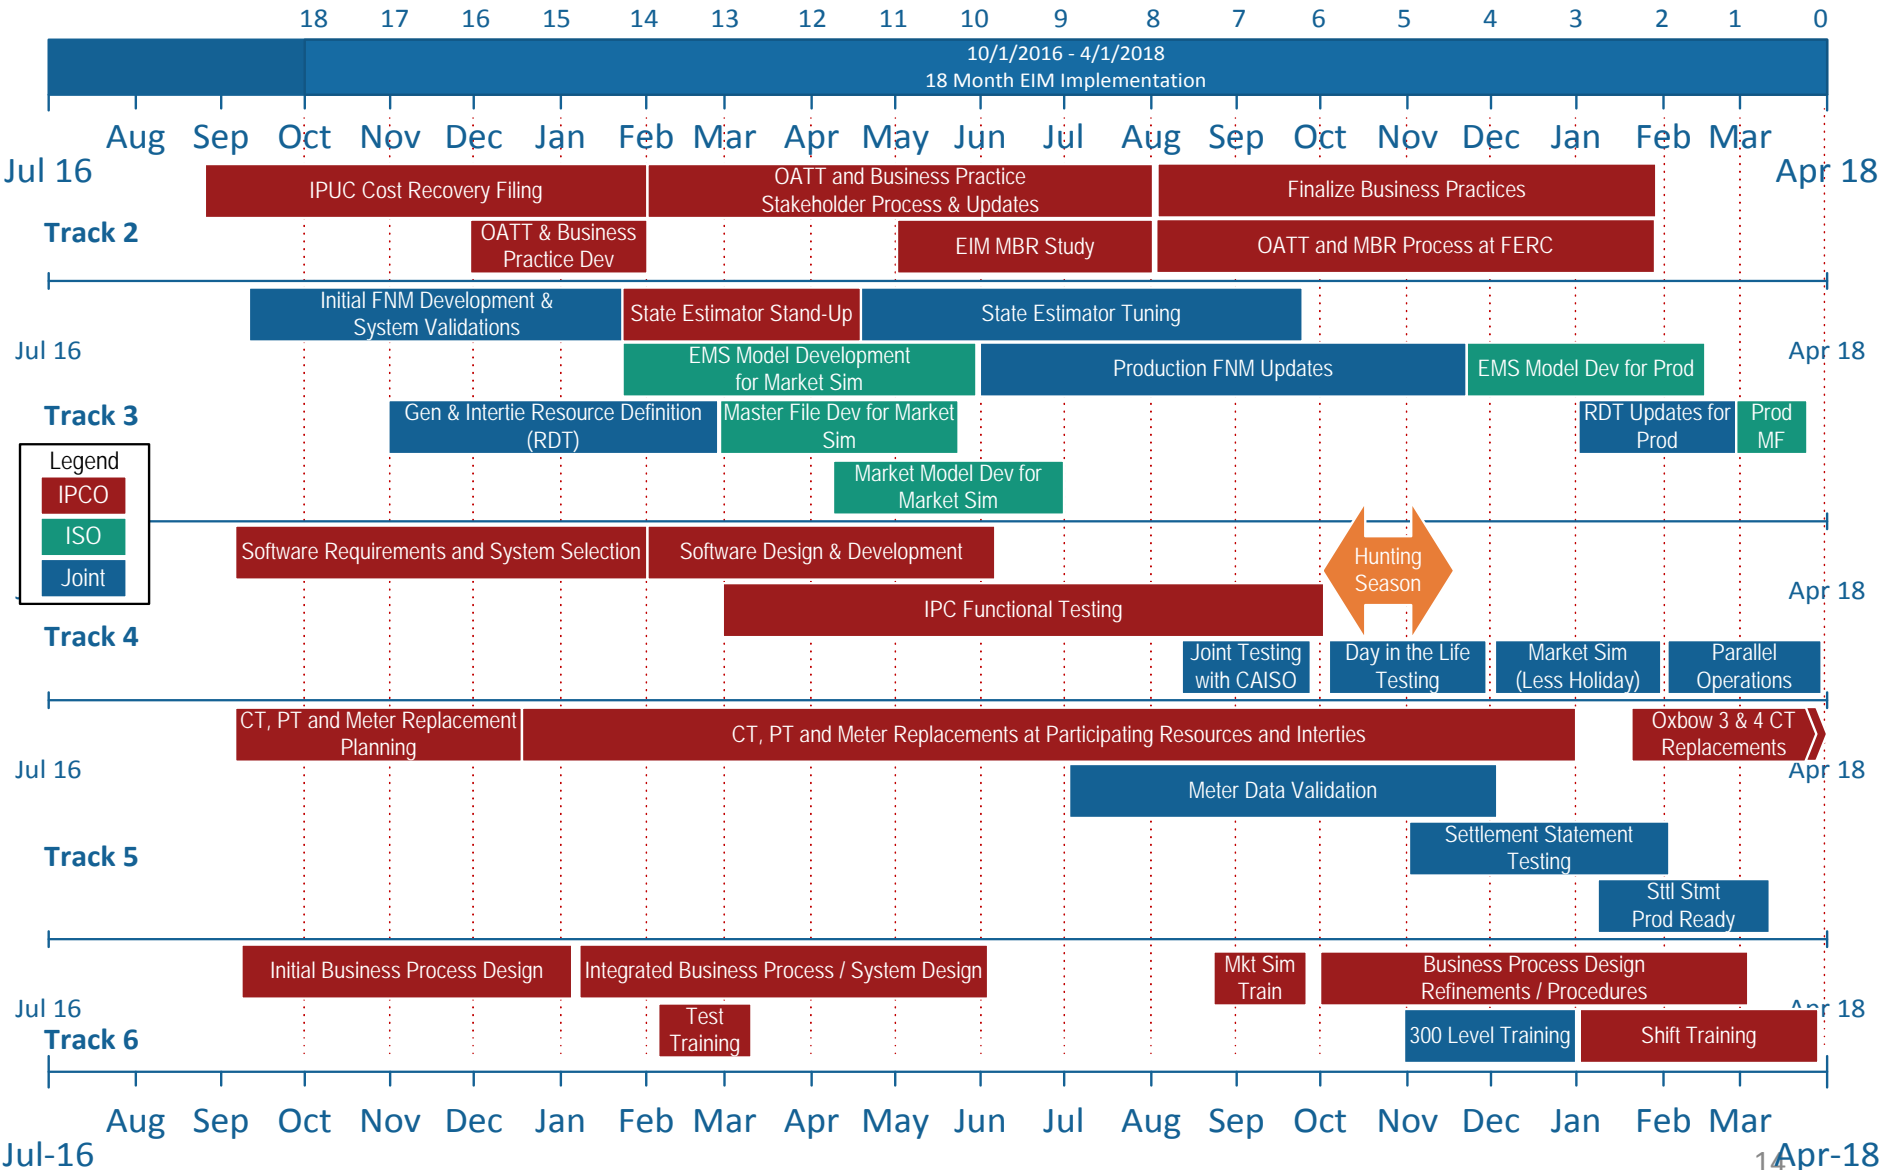 18 17 16 15 14 13 12 11 10 9 8 7 6 5 4 3 2 1 0
10/1/2016 - 4/1/2018
18 Month EIM Implementation
Aug Sep Oct Nov Dec Jan Feb Mar Apr May Jun Jul Aug Sep Oct Nov Dec Jan Feb Mar
Jul 16
Apr 18
Track 2
IPUC Cost Recovery Filing
OATT and Business Practice
Stakeholder Process & Updates
Finalize Business Practices
OATT & Business
Practice Dev
EIM MBR Study
OATT and MBR Process at FERC
Jul 16
Apr 18
Track 3
Initial FNM Development &
System Validations
State Estimator Stand-Up
State Estimator Tuning
EMS Model Development
for Market Sim
Production FNM Updates
EMS Model Dev for Prod
Gen & Intertie Resource Definition
(RDT)
Master File Dev for Market
Sim
RDT Updates for
Prod
Prod
MF
Market Model Dev for
Market Sim
Legend
IPCO
ISO
Joint
Apr 18
Track 4
Software Requirements and System Selection
Software Design & Development
Hunting
Season
IPC Functional Testing
Joint Testing
with CAISO
Day in the Life
Testing
Market Sim
(Less Holiday)
Parallel
Operations
Jul 16
Apr 18
Track 5
CT, PT and Meter Replacement
Planning
CT, PT and Meter Replacements at Participating Resources and Interties
Oxbow 3 & 4 CT
Replacements
Meter Data Validation
Settlement Statement
Testing
Sttl Stmt
Prod Ready
Jul 16
Apr 18
Track 6
Initial Business Process Design
Integrated Business Process / System Design
Mkt Sim
Train
Business Process Design
Refinements / Procedures
Test
Training
300 Level Training
Shift Training
Aug Sep Oct Nov Dec Jan Feb Mar Apr May Jun Jul Aug Sep Oct Nov Dec Jan Feb Mar
Jul-16
Apr-18
14